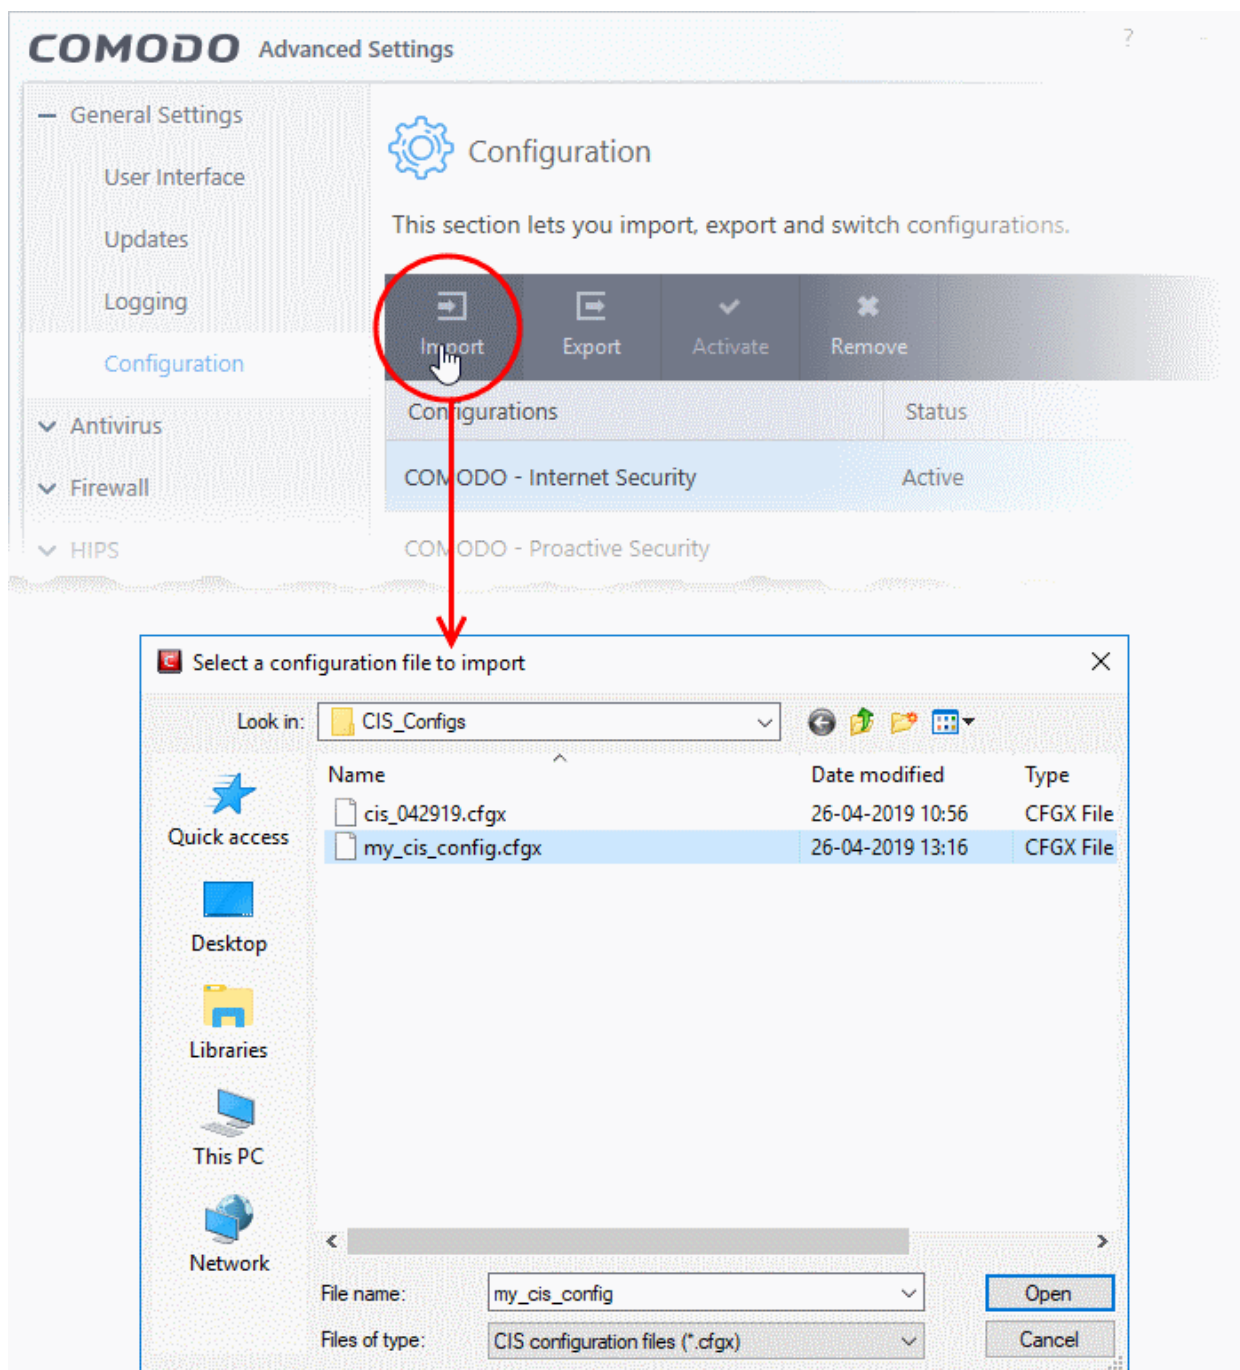 COMODO Advanced Settings
?
General Settings
User Interface
Updates
Logging
Configuration
Antivirus
Firewall
HIPS
Configuration
This section lets you import, export and switch configurations.
Import Export Activate Remove
Configurations Status
COMODO - Internet Security Active
COMODO - Proactive Security
Select a configuration file to import
Look in: CIS_Configs
Quick access
Desktop
Libraries
This PC
Network
Name Date modified Type
cis_042919.cfgx 26-04-2019 10:56 CFGX File
my_cis_config.cfgx 26-04-2019 13:16 CFGX File
File name: my_cis_config Open
Files of type: CIS configuration files (*.cfgx) Cancel